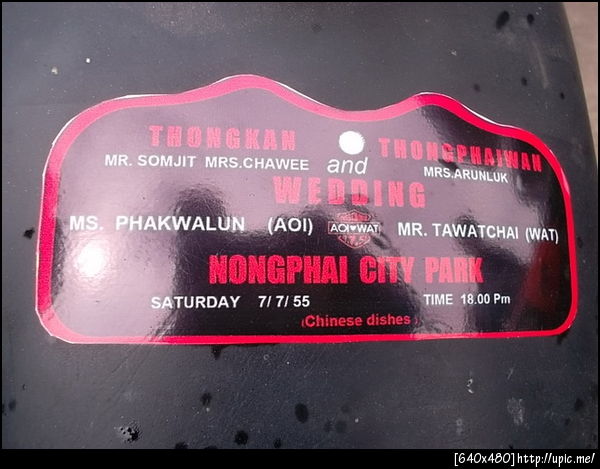 THONGKAN THONGPHAIWAN
MR. SOMJIT MRS.CHAWEE and MRS.ARUNLUK
WEDDING
MS. PHAKWALUN (AOI) AOI♥WAT MR. TAWATCHAI (WAT)
NONGPHAI CITY PARK
SATURDAY 7/7/55 TIME 18.00 Pm
(Chinese dishes)
[640x480]http://upic.me/